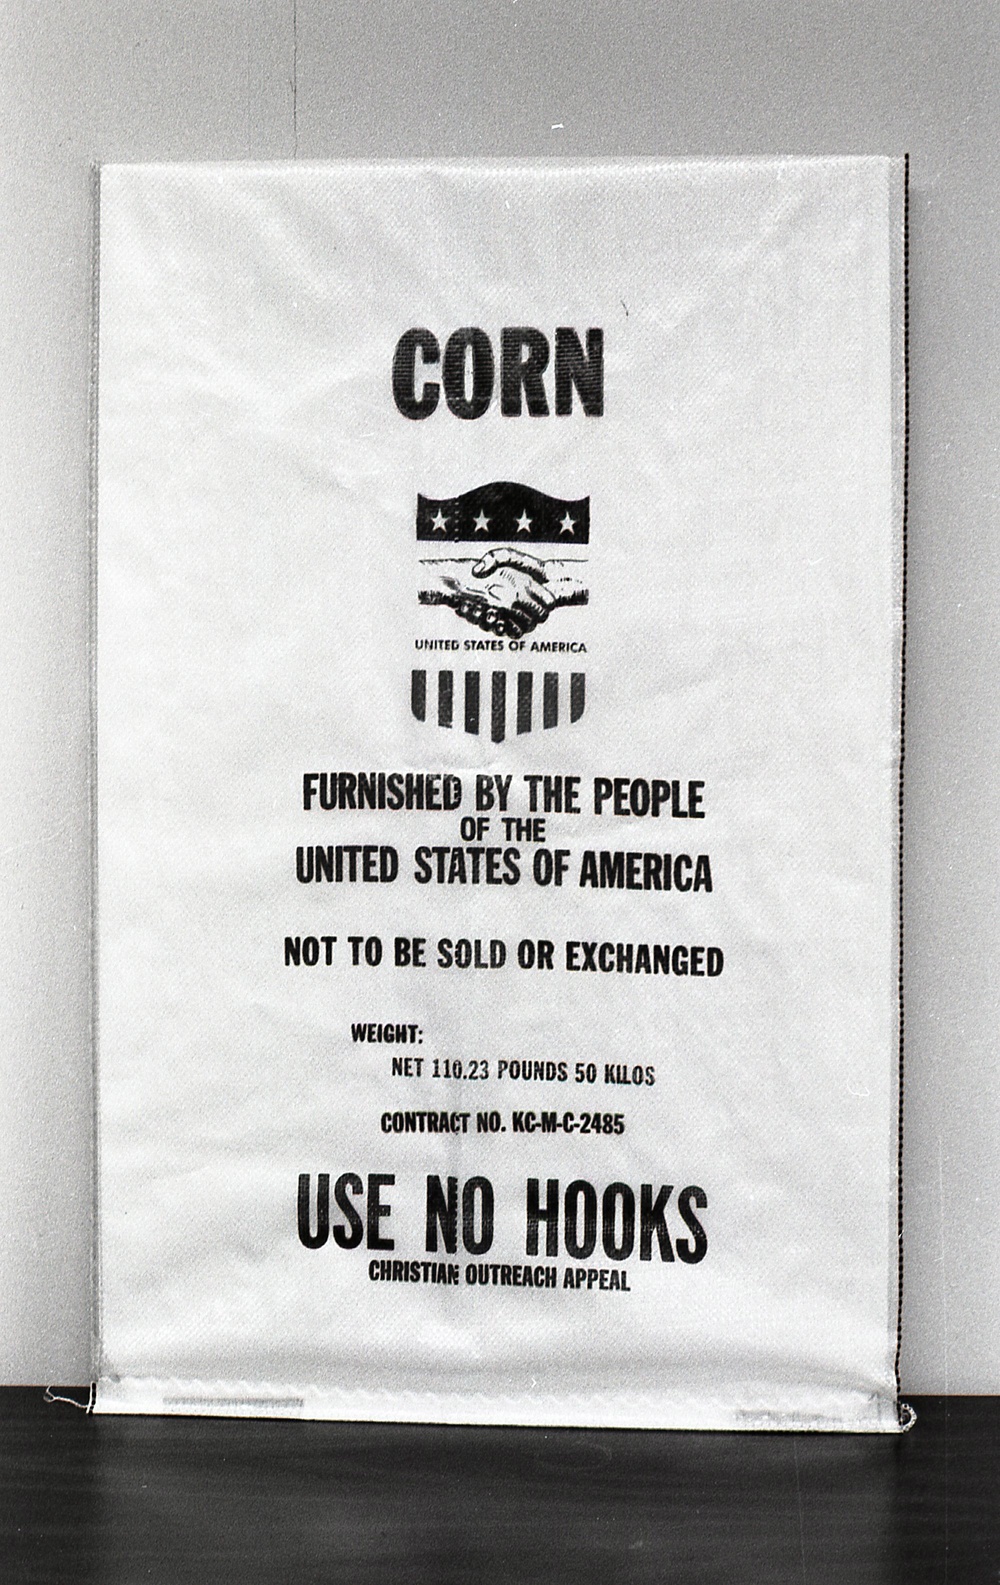 CORN
UNITED STATES OF AMERICA
FURNISHED BY THE PEOPLE
OF THE
UNITED STATES OF AMERICA
NOT TO BE SOLD OR EXCHANGED
WEIGHT:
NET 110.23 POUNDS 50 KILOS
CONTRACT NO. KC-M-C-2485
USE NO HOOKS
CHRISTIAN OUTREACH APPEAL